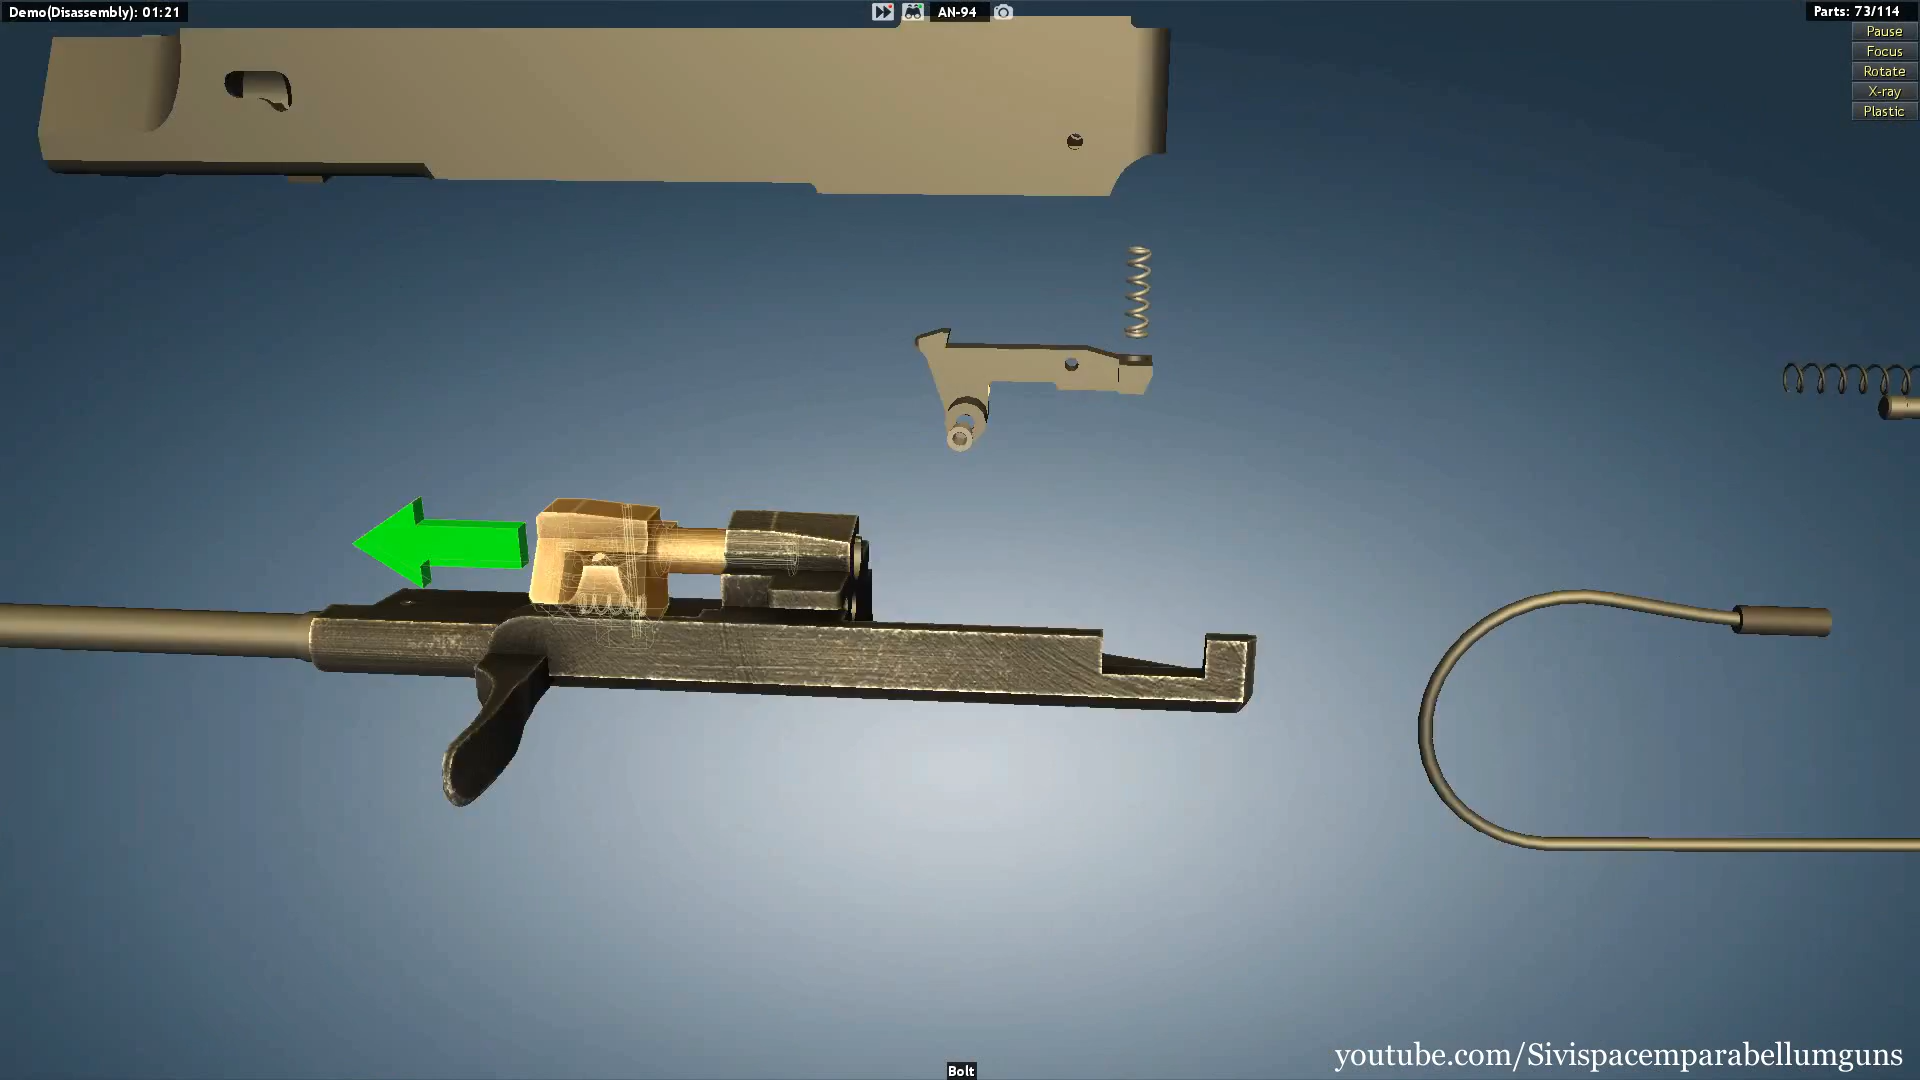 Demo(Disassembly): 01:21
AN-94
Parts: 73/114
Pause
Focus
Rotate
X-ray
Plastic
youtube.com/Sivispacemparabellumguns
Bolt